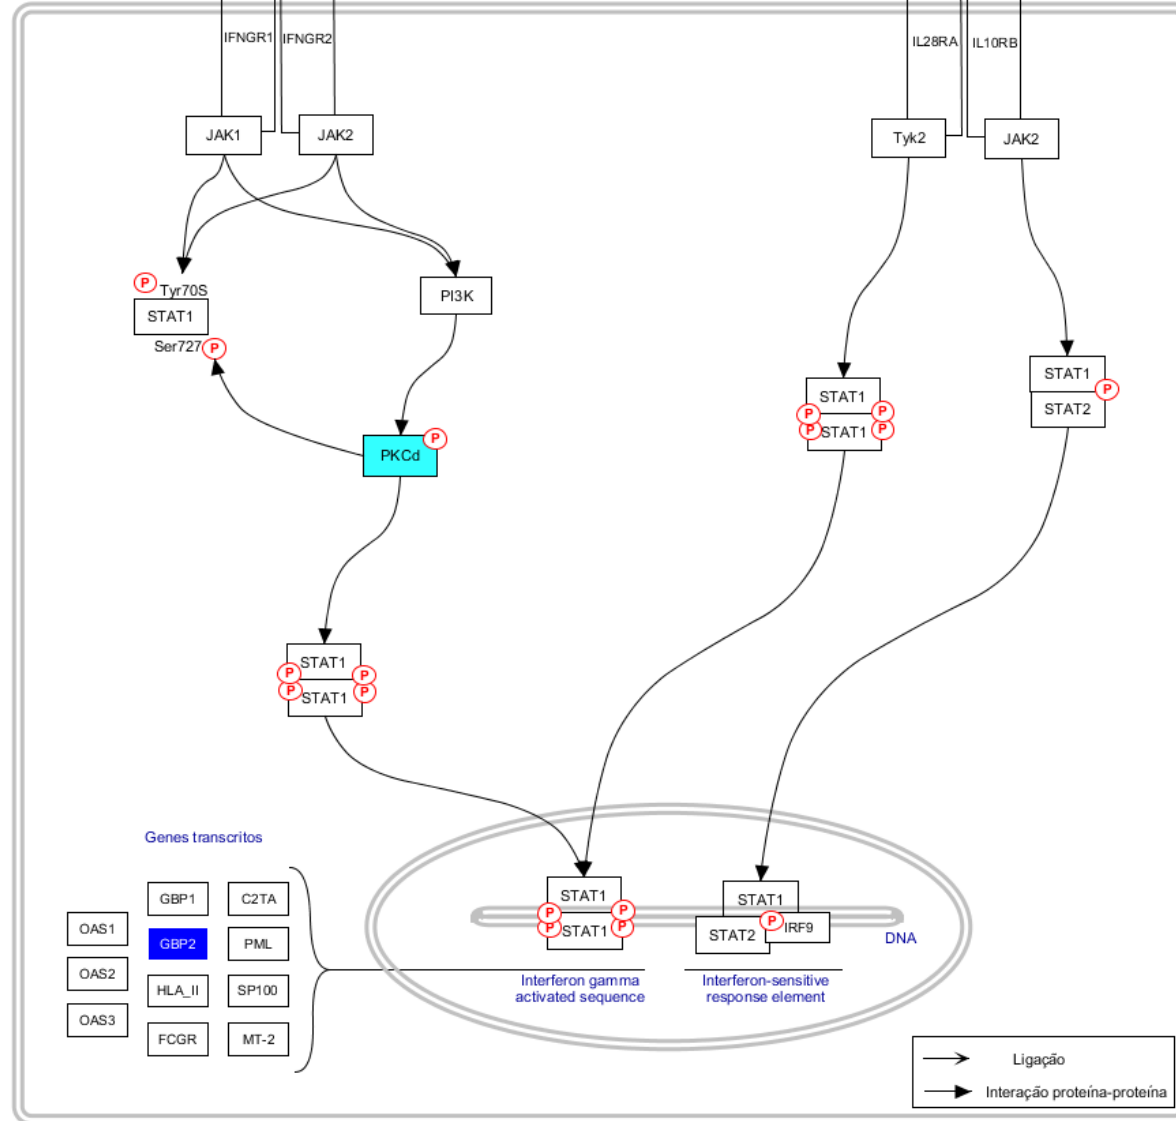 IFNGR1
IFNGR2
IL28RA
IL10RB
JAK1
JAK2
Tyk2
JAK2
P
Tyr70S
STAT1
Ser727
P
PI3K
PKCd
P
STAT1
P
P
P
STAT1
P
STAT1
P
STAT2
STAT1
P
P
P
STAT1
P
Genes transcritos
GBP1
C2TA
OAS1
GBP2
PML
OAS2
HLA_II
SP100
OAS3
FCGR
MT-2
STAT1
P
P
P
STAT1
P
STAT1
P
STAT2
IRF9
DNA
Interferon gamma
activated sequence
Interferon-sensitive
response element
Ligação
Interação proteína-proteína